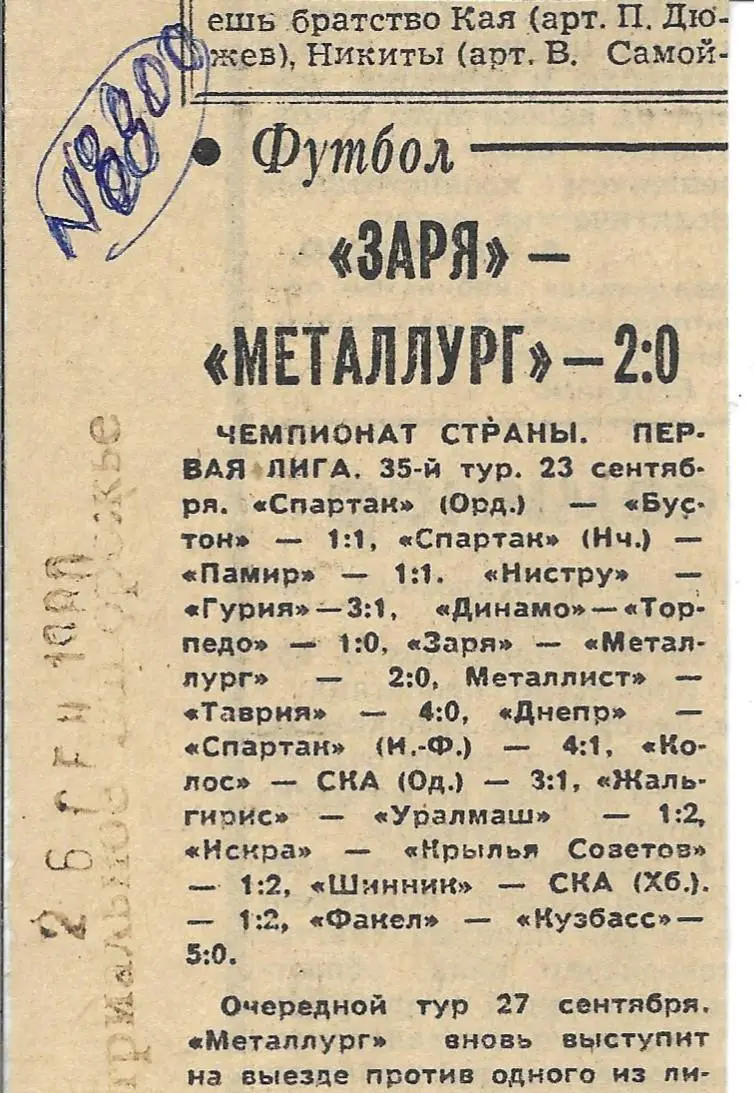 ешь братство Кая (арт. П. Дю-
жев), Никиты (арт. В. Самой-
№8800
• Футбол
«ЗАРЯ» —
«МЕТАЛЛУРГ» — 2:0
ЧЕМПИОНАТ СТРАНЫ. ПЕР-
ВАЯ ЛИГА. 35-й тур. 23 сентяб-
ря. «Спартак» (Орд.) — «Бус-
тон» — 1:1, «Спартак» (Нч.) —
«Памир» — 1:1. «Нистру» —
«Гурия» — 3:1, «Динамо» — «Тор-
педо» — 1:0, «Заря» — «Метал-
лург» — 2:0, Металлист» —
«Таврия» — 4:0, «Днепр» —
«Спартак» (И.-Ф.) — 4:1, «Ко-
лос» — СКА (Од.) — 3:1, «Жаль-
гирис» — «Уралмаш» — 1:2,
«Искра» — «Крылья Советов»
— 1:2, «Шинник» — СКА (Хб.).
— 1:2, «Факел» — «Кузбасс» —
5:0.
Очередной тур 27 сентября.
«Металлург» вновь выступит
на выезде против одного из ли-
2 6 СЕН